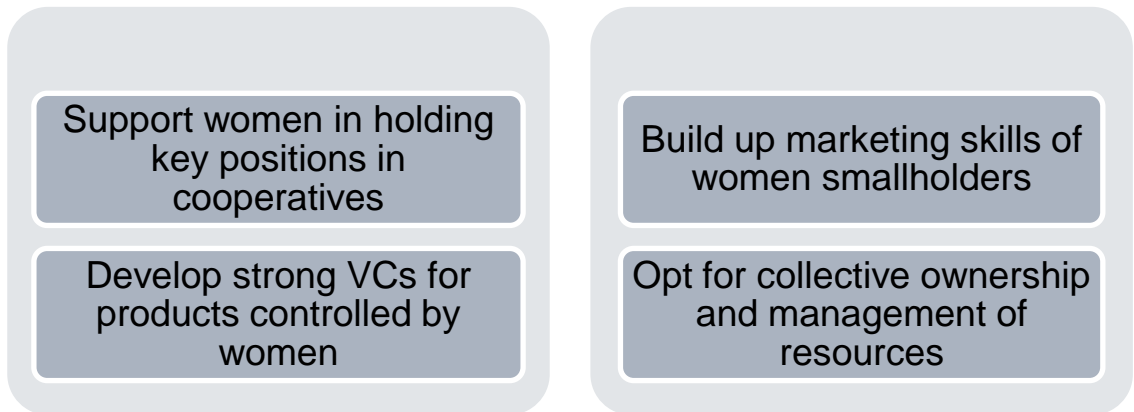 Support women in holding
key positions in
cooperatives
Develop strong VCs for
products controlled by
women
Build up marketing skills of
women smallholders
Opt for collective ownership
and management of
resources